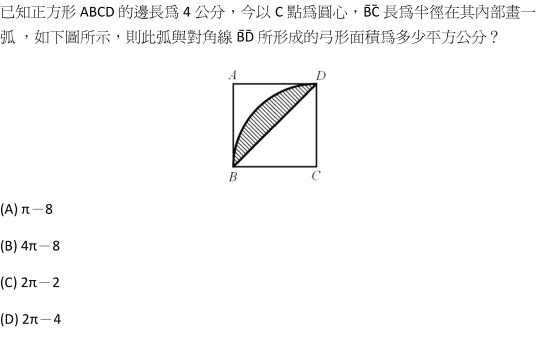 已知正方形 ABCD 的邊長爲 4 公分，今以 C 點爲圓心，B̄C̄ 長爲半徑在其內部畫一
弧 ，如下圖所示，則此弧與對角線 B̄D̄ 所形成的弓形面積爲多少平方公分？
A D
B C
(A) π－8
(B) 4π－8
(C) 2π－2
(D) 2π－4